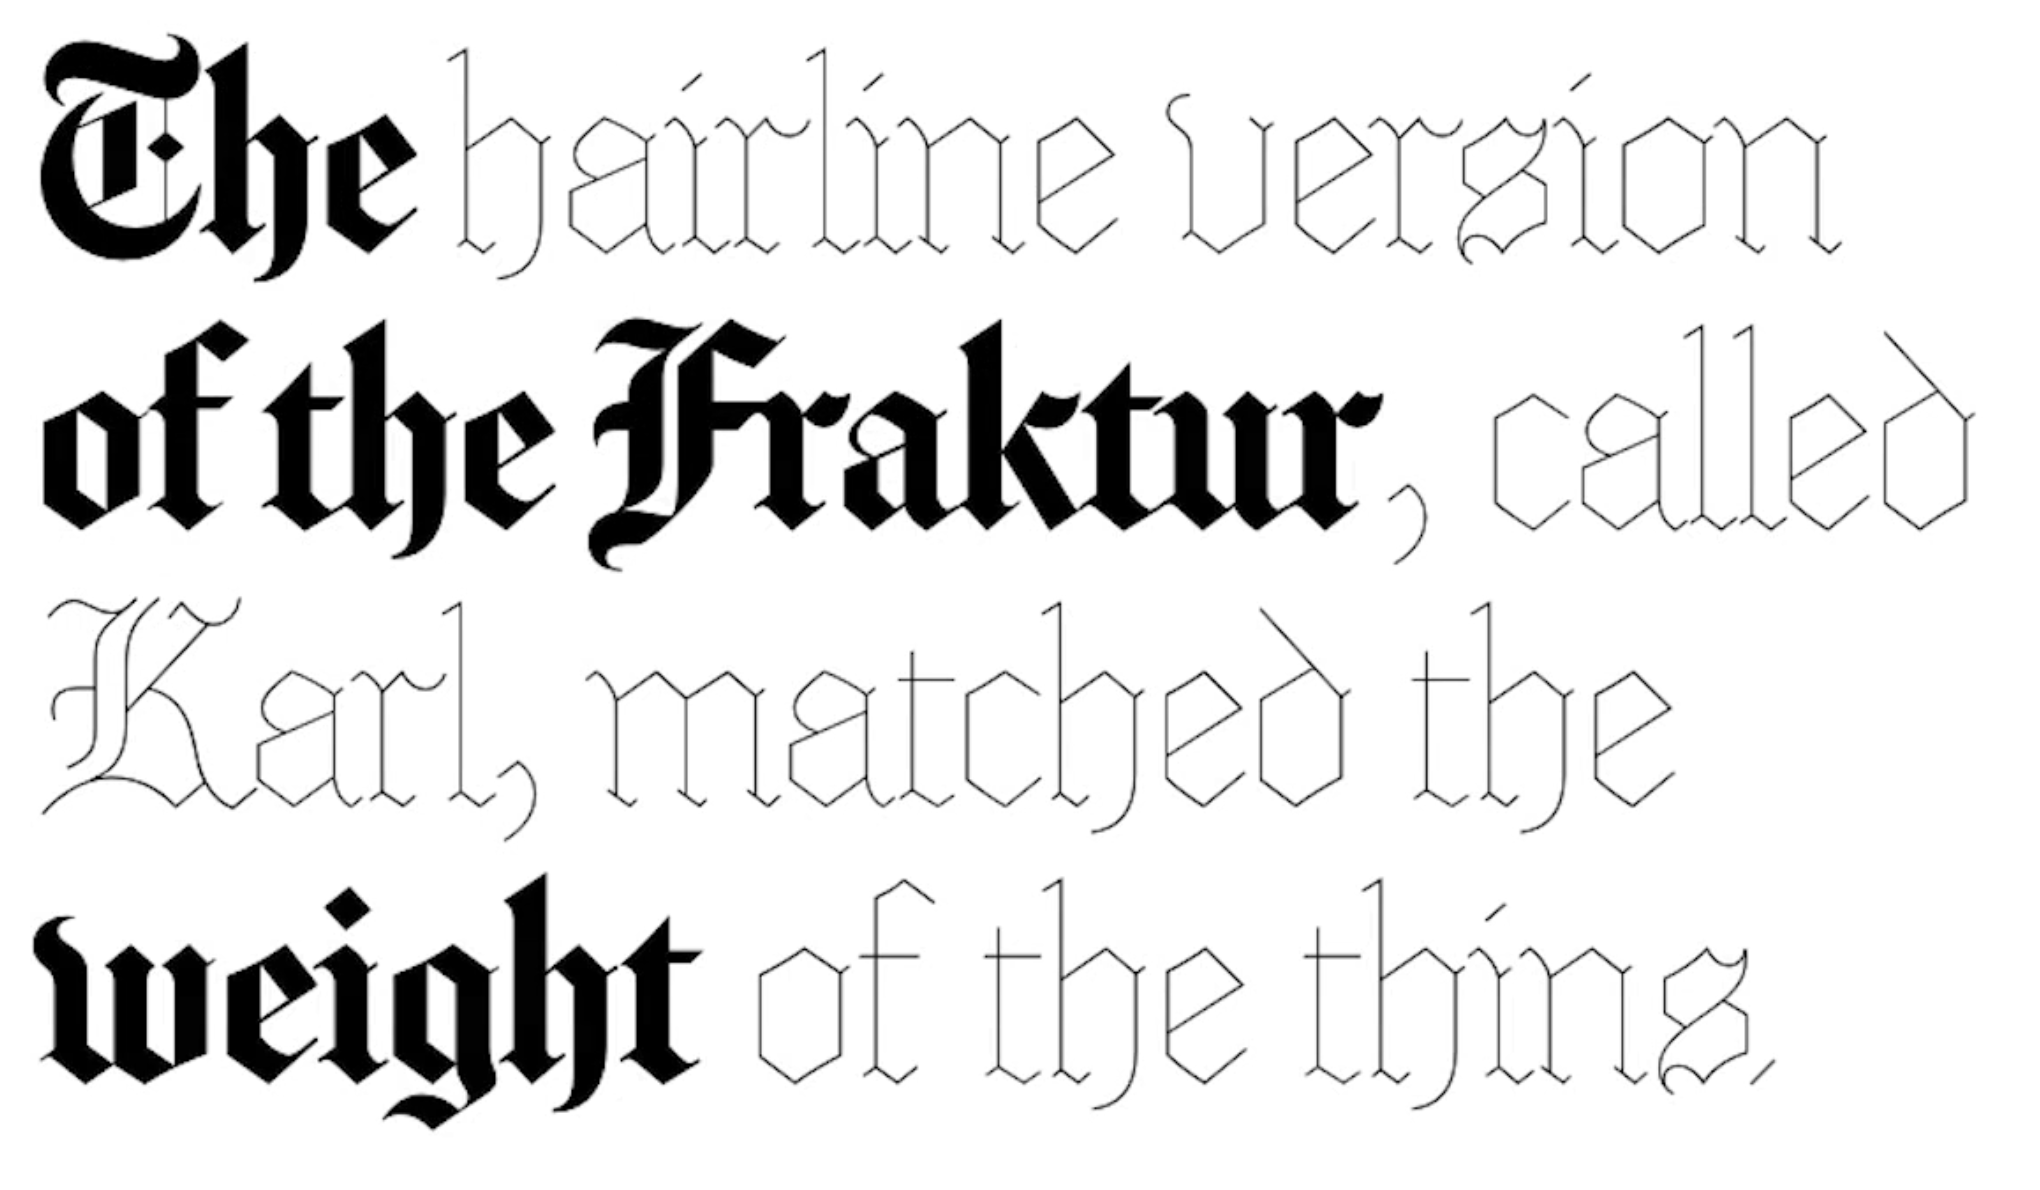 The hairline version
of the Fraktur, called
Karl, matched the
weight of the thins.